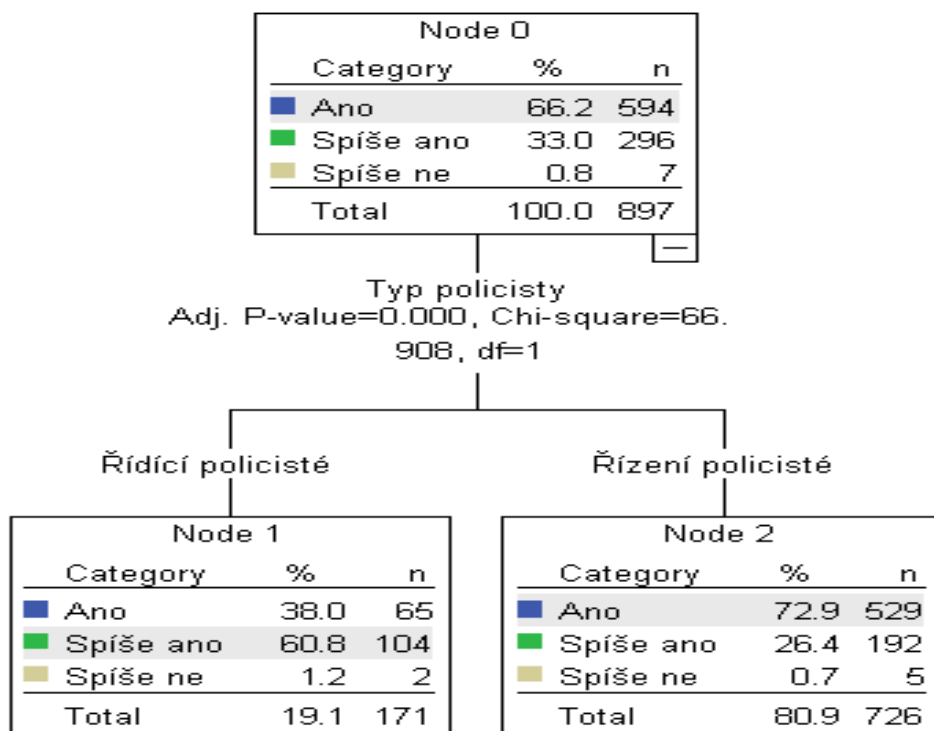 Node 0
Category % n
Ano 66.2 594
Spíše ano 33.0 296
Spíše ne 0.8 7
Total 100.0 897
Typ policisty
Adj. P-value=0.000, Chi-square=66.
908, df=1
Řídící policisté
Řízení policisté
Node 1
Category % n
Ano 38.0 65
Spíše ano 60.8 104
Spíše ne 1.2 2
Total 19.1 171
Node 2
Category % n
Ano 72.9 529
Spíše ano 26.4 192
Spíše ne 0.7 5
Total 80.9 726